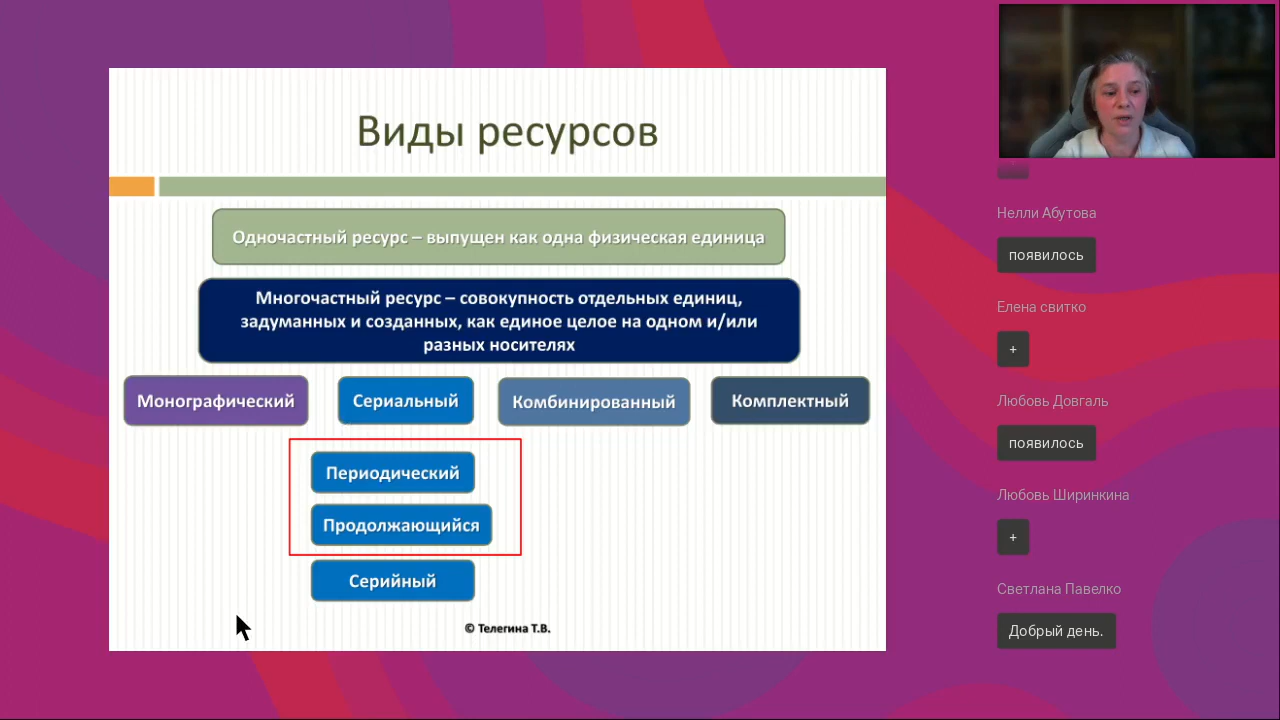 Виды ресурсов
Одночастный ресурс – выпущен как одна физическая единица
Многочастный ресурс – совокупность отдельных единиц,
задуманных и созданных, как единое целое на одном и/или
разных носителях
Монографический
Сериальный
Комбинированный
Комплектный
Периодический
Продолжающийся
Серийный
© Телегина Т.В.
Нелли Абутова
появилось
Елена свитко
+
Любовь Довгаль
появилось
Любовь Ширинкина
+
Светлана Павелко
Добрый день.